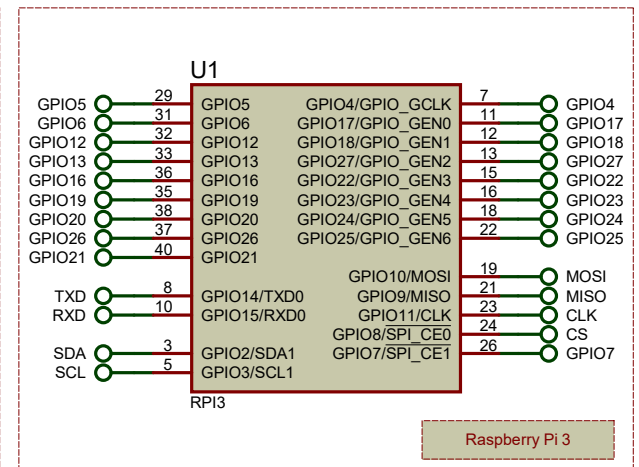 U1
GPIO5 29 GPIO5 GPIO4/GPIO_GCLK 7 GPIO4
GPIO6 31 GPIO6 GPIO17/GPIO_GEN0 11 GPIO17
GPIO12 32 GPIO12 GPIO18/GPIO_GEN1 12 GPIO18
GPIO13 33 GPIO13 GPIO27/GPIO_GEN2 13 GPIO27
GPIO16 36 GPIO16 GPIO22/GPIO_GEN3 15 GPIO22
GPIO19 35 GPIO19 GPIO23/GPIO_GEN4 16 GPIO23
GPIO20 38 GPIO20 GPIO24/GPIO_GEN5 18 GPIO24
GPIO26 37 GPIO26 GPIO25/GPIO_GEN6 22 GPIO25
GPIO21 40 GPIO21
GPIO10/MOSI 19 MOSI
TXD 8 GPIO14/TXD0 GPIO9/MISO 21 MISO
RXD 10 GPIO15/RXD0 GPIO11/CLK 23 CLK
GPIO8/SPI_CE0 24 CS
SDA 3 GPIO2/SDA1 GPIO7/SPI_CE1 26 GPIO7
SCL 5 GPIO3/SCL1
RPI3
Raspberry Pi 3